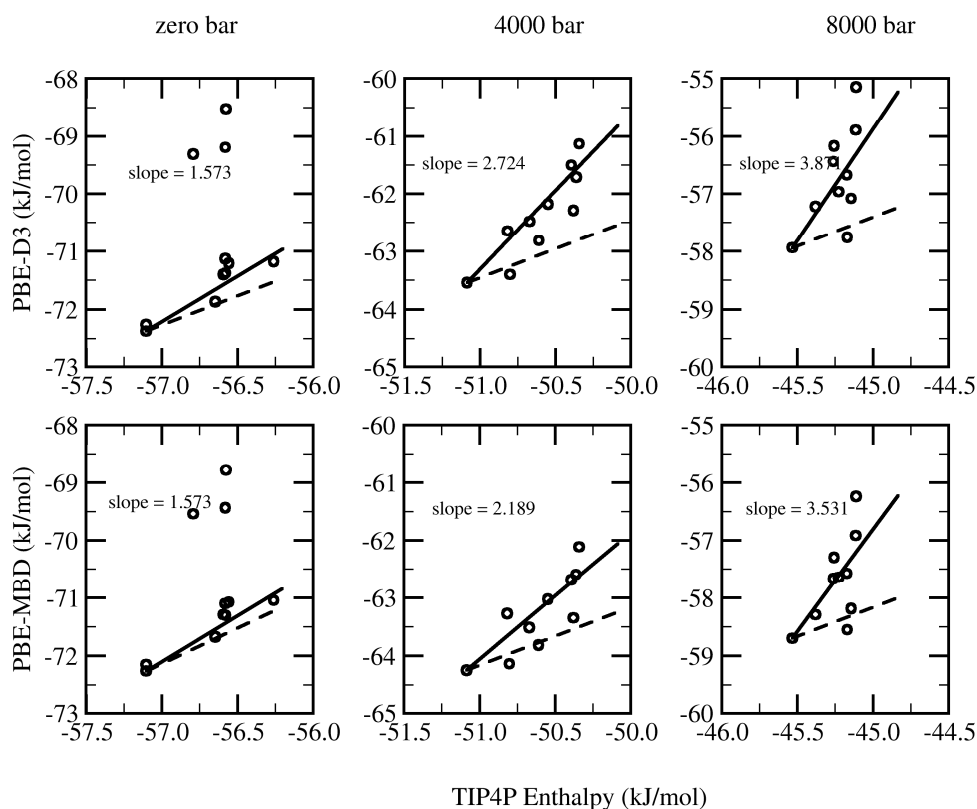 zero bar 4000 bar 8000 bar
PBE-D3 (kJ/mol)
-68
-69
-70
-71
-72
-73
slope = 1.573
-57.5 -57.0 -56.5 -56.0
-60
-61
-62
-63
-64
-65
slope = 2.724
-51.5 -51.0 -50.5 -50.0
-55
-56
-57
-58
-59
-60
slope = 3.871
-46.0 -45.5 -45.0 -44.5
PBE-MBD (kJ/mol)
-68
-69
-70
-71
-72
-73
slope = 1.573
-57.5 -57.0 -56.5 -56.0
-60
-61
-62
-63
-64
-65
slope = 2.189
-51.5 -51.0 -50.5 -50.0
-55
-56
-57
-58
-59
-60
slope = 3.531
-46.0 -45.5 -45.0 -44.5
TIP4P Enthalpy (kJ/mol)